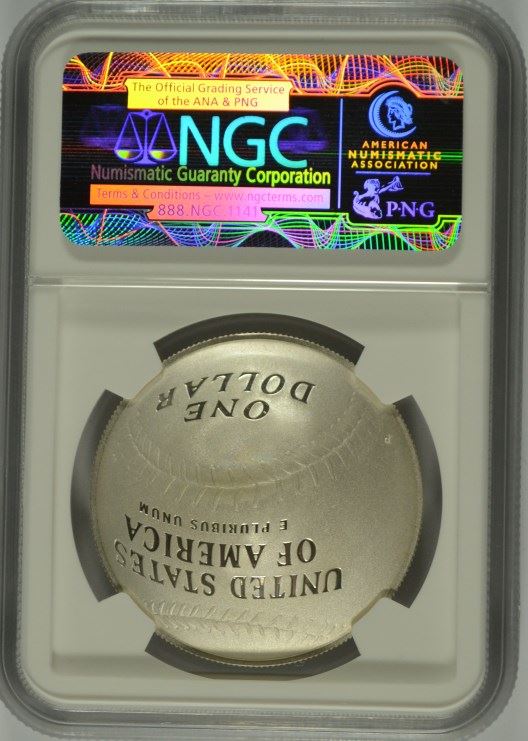 The Official Grading Service
of the ANA & PNG
NGC
Numismatic Guaranty Corporation
Terms & Conditions – www.ngcterms.com
888.NGC.1141
AMERICAN
NUMISMATIC
ASSOCIATION
P·N·G
UNITED STATES
OF AMERICA
E PLURIBUS UNUM
ONE
DOLLAR
P